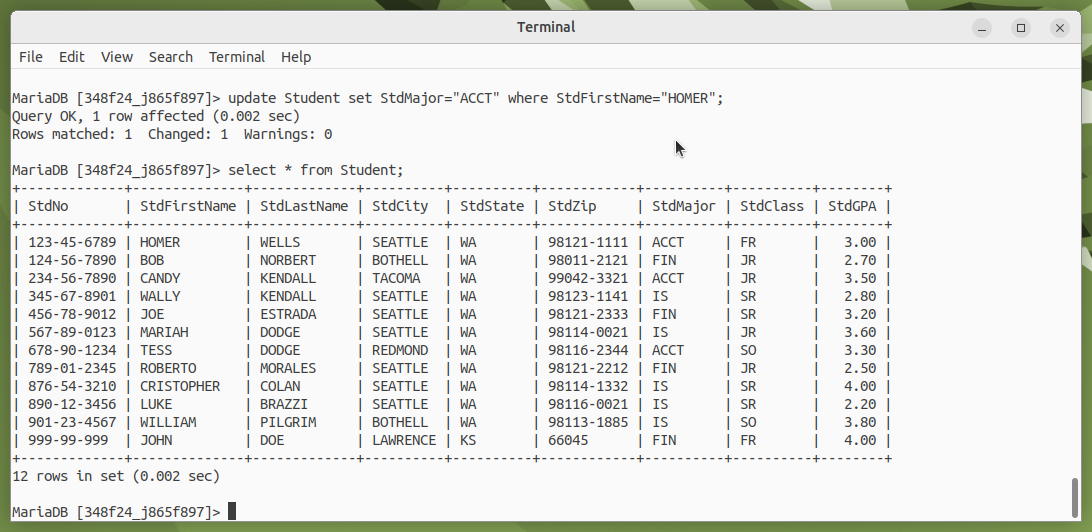 Terminal
File Edit View Search Terminal Help
MariaDB [348f24_j865f897]> update Student set StdMajor="ACCT" where StdFirstName="HOMER";
Query OK, 1 row affected (0.002 sec)
Rows matched: 1  Changed: 1  Warnings: 0
MariaDB [348f24_j865f897]> select * from Student;
+-------------+--------------+-------------+----------+----------+------------+----------+----------+--------+
| StdNo       | StdFirstName | StdLastName | StdCity  | StdState | StdZip     | StdMajor | StdClass | StdGPA |
+-------------+--------------+-------------+----------+----------+------------+----------+----------+--------+
| 123-45-6789 | HOMER        | WELLS       | SEATTLE  | WA       | 98121-1111 | ACCT     | FR       |   3.00 |
| 124-56-7890 | BOB          | NORBERT     | BOTHELL  | WA       | 98011-2121 | FIN      | JR       |   2.70 |
| 234-56-7890 | CANDY        | KENDALL     | TACOMA   | WA       | 99042-3321 | ACCT     | JR       |   3.50 |
| 345-67-8901 | WALLY        | KENDALL     | SEATTLE  | WA       | 98123-1141 | IS       | SR       |   2.80 |
| 456-78-9012 | JOE          | ESTRADA     | SEATTLE  | WA       | 98121-2333 | FIN      | SR       |   3.20 |
| 567-89-0123 | MARIAH       | DODGE       | SEATTLE  | WA       | 98114-0021 | IS       | JR       |   3.60 |
| 678-90-1234 | TESS         | DODGE       | REDMOND  | WA       | 98116-2344 | ACCT     | SO       |   3.30 |
| 789-01-2345 | ROBERTO      | MORALES     | SEATTLE  | WA       | 98121-2212 | FIN      | JR       |   2.50 |
| 876-54-3210 | CRISTOPHER   | COLAN       | SEATTLE  | WA       | 98114-1332 | IS       | SR       |   4.00 |
| 890-12-3456 | LUKE         | BRAZZI      | SEATTLE  | WA       | 98116-0021 | IS       | SR       |   2.20 |
| 901-23-4567 | WILLIAM      | PILGRIM     | BOTHELL  | WA       | 98113-1885 | IS       | SO       |   3.80 |
| 999-99-999  | JOHN         | DOE         | LAWRENCE | KS       | 66045      | FIN      | FR       |   4.00 |
+-------------+--------------+-------------+----------+----------+------------+----------+----------+--------+
12 rows in set (0.002 sec)
MariaDB [348f24_j865f897]>